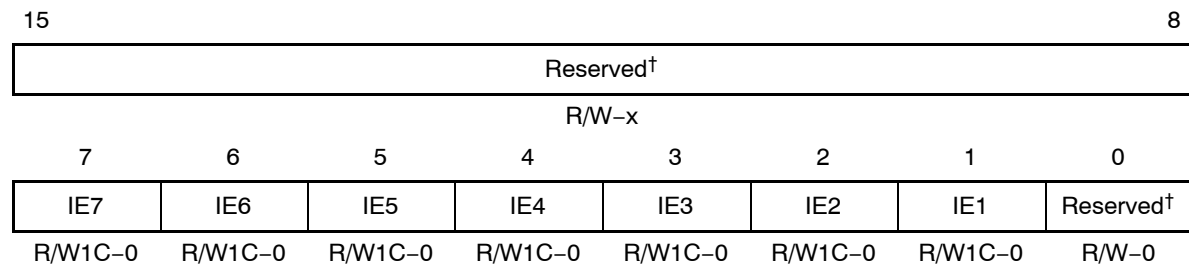 15 8
Reserved†
R/W−x
7 6 5 4 3 2 1 0
IE7 IE6 IE5 IE4 IE3 IE2 IE1 Reserved†
R/W1C−0 R/W1C−0 R/W1C−0 R/W1C−0 R/W1C−0 R/W1C−0 R/W1C−0 R/W−0